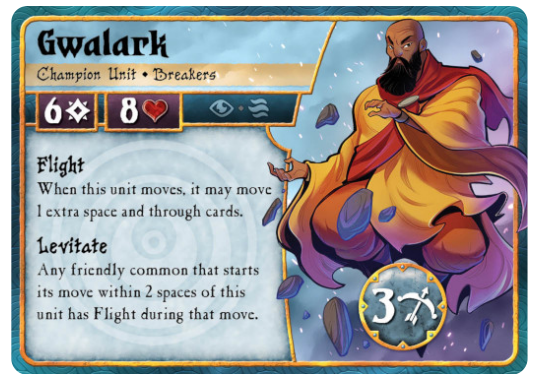 Gwalark
Champion Unit • Breakers
6 8
Flight
When this unit moves, it may move
1 extra space and through cards.
Levitate
Any friendly common that starts
its move within 2 spaces of this
unit has Flight during that move.
3